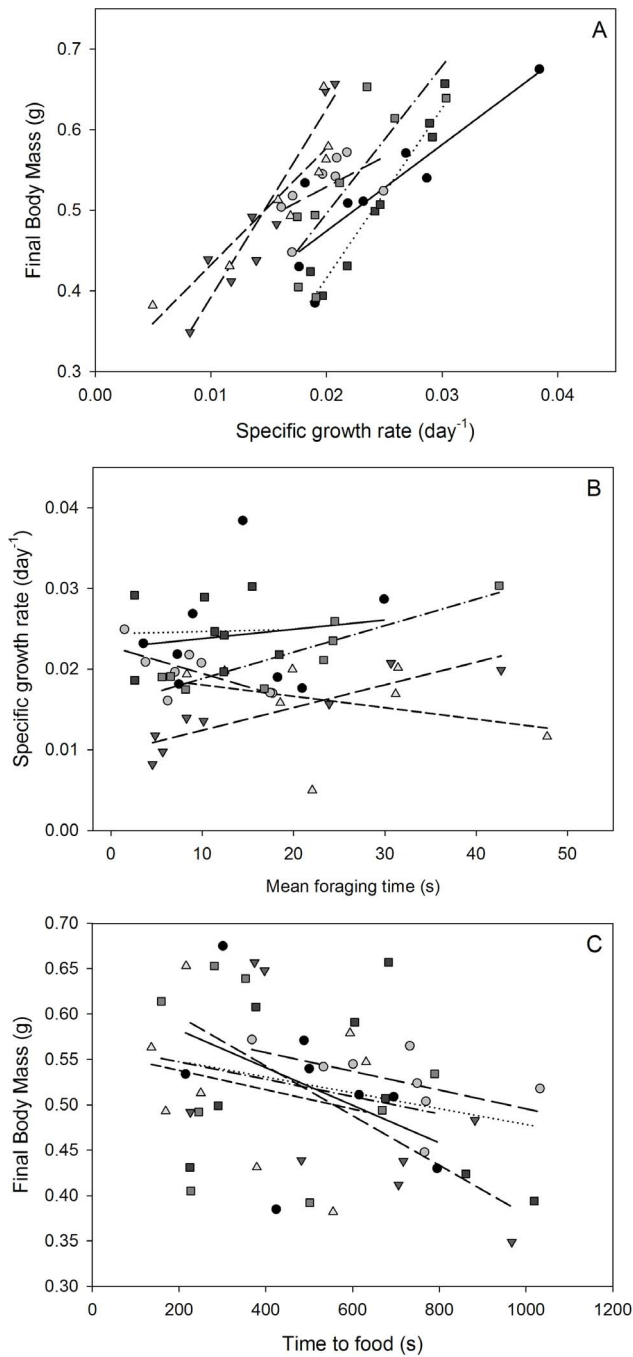 A
0.7
0.6
0.5
0.4
0.3
Final Body Mass (g)
0.00 0.01 0.02 0.03 0.04
Specific growth rate (day⁻¹)
B
0.04
0.03
0.02
0.01
0.00
Specific growth rate (day⁻¹)
0 10 20 30 40 50
Mean foraging time (s)
C
0.70
0.65
0.60
0.55
0.50
0.45
0.40
0.35
0.30
Final Body Mass (g)
0 200 400 600 800 1000 1200
Time to food (s)